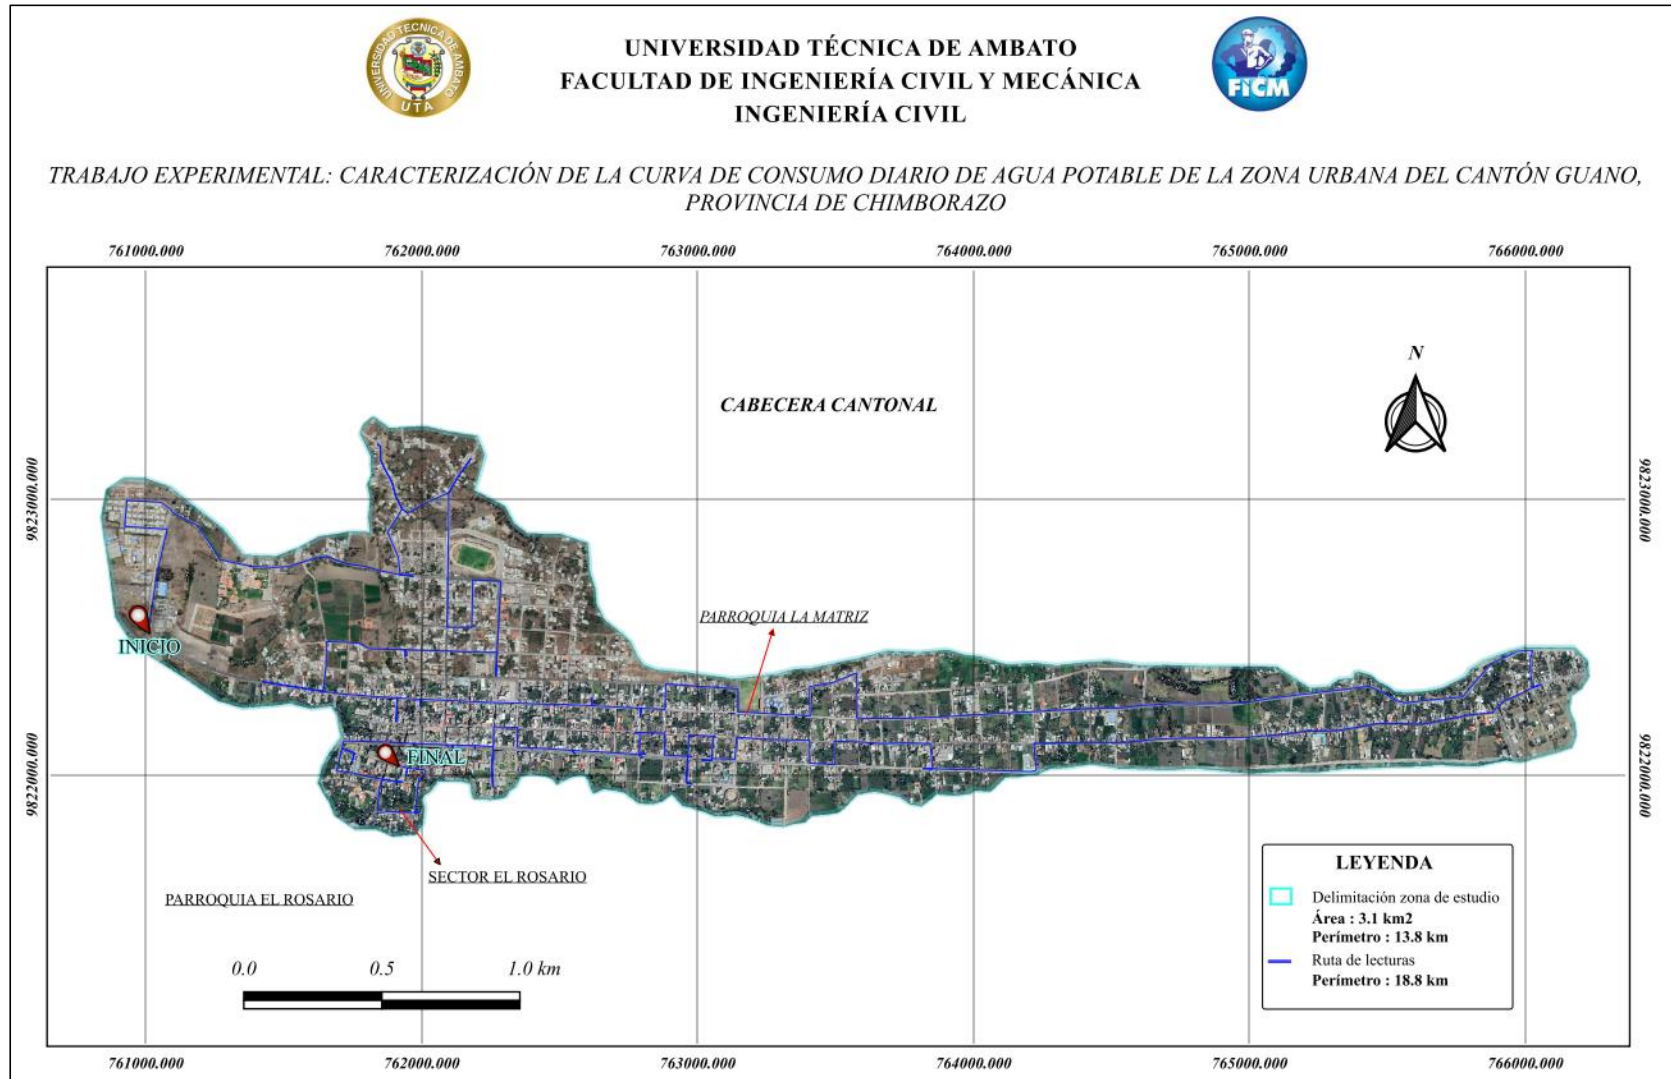 UNIVERSIDAD TECNICA DE AMBATO
UTA
UNIVERSIDAD TÉCNICA DE AMBATO
FACULTAD DE INGENIERÍA CIVIL Y MECÁNICA
INGENIERÍA CIVIL
FICM
TRABAJO EXPERIMENTAL: CARACTERIZACIÓN DE LA CURVA DE CONSUMO DIARIO DE AGUA POTABLE DE LA ZONA URBANA DEL CANTÓN GUANO,
PROVINCIA DE CHIMBORAZO
761000.000 762000.000 763000.000 764000.000 765000.000 766000.000
N
CABECERA CANTONAL
9823000.000
9823000.000
PARROQUIA LA MATRIZ
INICIO
FINAL
9822000.000
9822000.000
SECTOR EL ROSARIO
PARROQUIA EL ROSARIO
0.0 0.5 1.0 km
LEYENDA
Delimitación zona de estudio
Área : 3.1 km2
Perímetro : 13.8 km
Ruta de lecturas
Perímetro : 18.8 km
761000.000 762000.000 763000.000 764000.000 765000.000 766000.000